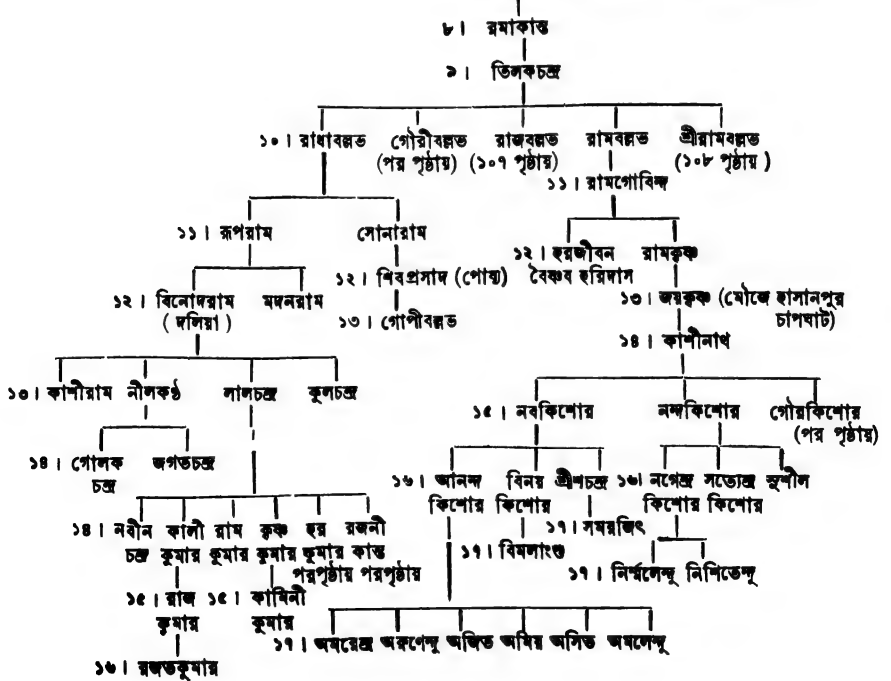 ৮। রমাকান্ত
৯। তিলকচন্দ্র
১০। রাধাবল্লভ গৌরীবল্লভ রাজবল্লভ রামবল্লভ শ্রীরামবল্লভ
(পর পৃষ্ঠায়) (১০৭ পৃষ্ঠায়) (১০৮ পৃষ্ঠায়)
১১। রামগোবিন্দ
১১। রূপরাম সোনারাম
১২। হরজীবন রামকৃষ্ণ
১২। শিবপ্রসাদ (পোষ্য) বৈষ্ণব হরিদাস
১২। বিনোদরাম মদনরাম
১৩। জয়কৃষ্ণ (মৌজে হাসানপুর
(দলিয়া) ১৩। গোপীবল্লভ চাপঘাট)
১৪। কাশীনাথ
১৩। কাশীরাম নীলকণ্ঠ লালচন্দ্র কুলচন্দ্র
১৫। নবকিশোর নন্দকিশোর গৌরকিশোর
(পর পৃষ্ঠায়)
১৪। গোলক জগতচন্দ্র
চন্দ্র
১৬। আনন্দ বিনয় শ্রীশচন্দ্র ১৬। নগেন্দ্র সত্যেন্দ্র সুশীল
কিশোর কিশোর কিশোর কিশোর
১৪। নবীন কালী রাম কৃষ্ণ হর রজনী
১৭। সমরজিৎ
চন্দ্র কুমার কুমার কুমার কুমার কান্ত
১৭। বিমলাংশু
পরপৃষ্ঠায় পরপৃষ্ঠায়
১৭। নির্ম্মলেন্দু নিশিতেন্দু
১৫। রাজ ১৫। কামিনী
কুমার কুমার
১৭। অমরেন্দ্র অরুণেন্দু অজিত অমিয় অসিত অমলেন্দু
১৬। রজতকুমার